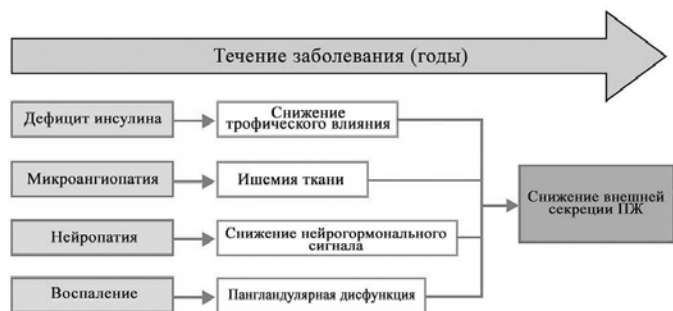 Течение заболевания (годы)
Дефицит инсулина
Снижение
трофического влияния
Микроангиопатия
Ишемия ткани
Нейропатия
Снижение нейрогормонального
сигнала
Воспаление
Пангландулярная дисфункция
Снижение внешней
секреции ПЖ